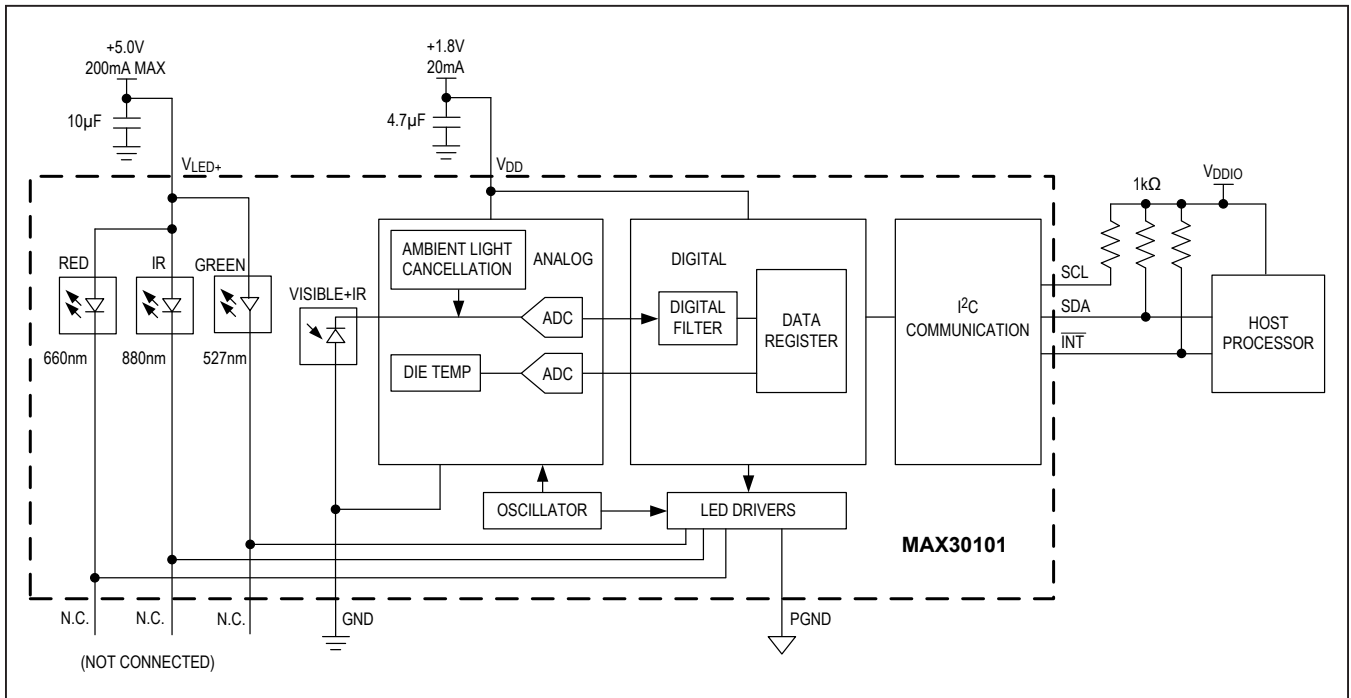 +5.0V
200mA MAX
10µF
VLED+
+1.8V
20mA
4.7µF
VDD
1kΩ
VDDIO
RED
IR
GREEN
660nm
880nm
527nm
VISIBLE+IR
AMBIENT LIGHT
CANCELLATION
ANALOG
ADC
DIE TEMP
ADC
DIGITAL
DIGITAL
FILTER
DATA
REGISTER
I²C
COMMUNICATION
SCL
SDA
INT
HOST
PROCESSOR
OSCILLATOR
LED DRIVERS
MAX30101
N.C.
N.C.
N.C.
GND
PGND
(NOT CONNECTED)